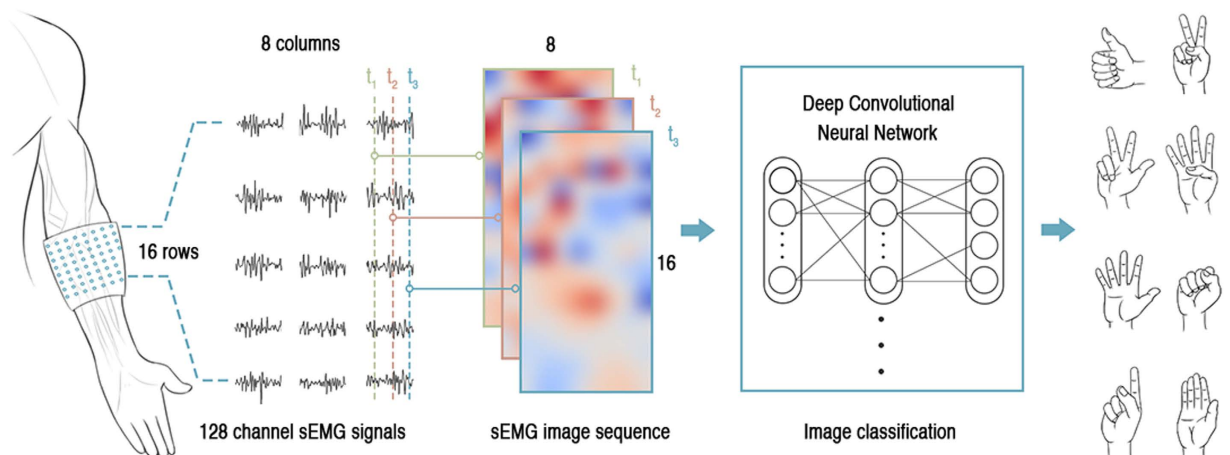 8 columns
8
t1 t2 t3
t1
t2
t3
Deep Convolutional
Neural Network
16 rows
16
128 channel sEMG signals
sEMG image sequence
Image classification